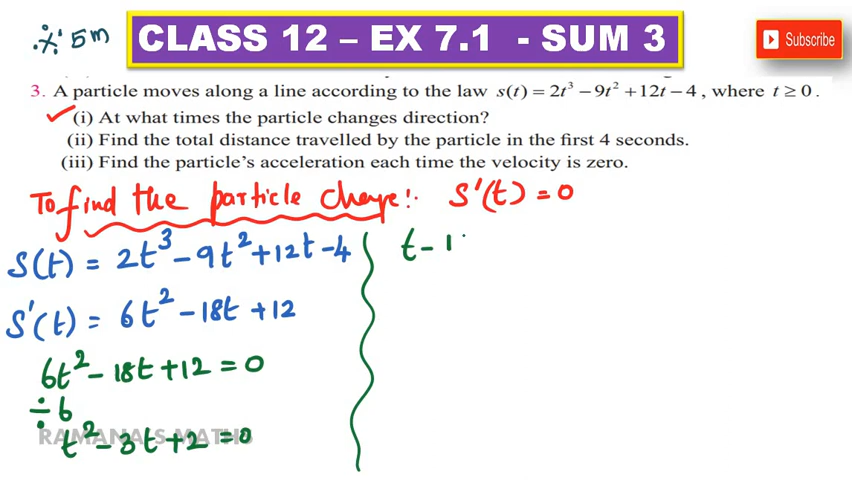 ∴ 5m
CLASS 12 – EX 7.1 - SUM 3
Subscribe
3. A particle moves along a line according to the law s(t) = 2t³ − 9t² + 12t − 4, where t ≥ 0.
(i) At what times the particle changes direction?
(ii) Find the total distance travelled by the particle in the first 4 seconds.
(iii) Find the particle's acceleration each time the velocity is zero.
To find the particle change:. S'(t) = 0
S(t) = 2t³ − 9t² + 12t − 4
t − 1
S'(t) = 6t² − 18t + 12
6t² − 18t + 12 = 0
÷ 6
t² − 3t + 2 = 0
RAMANA'S MATHS